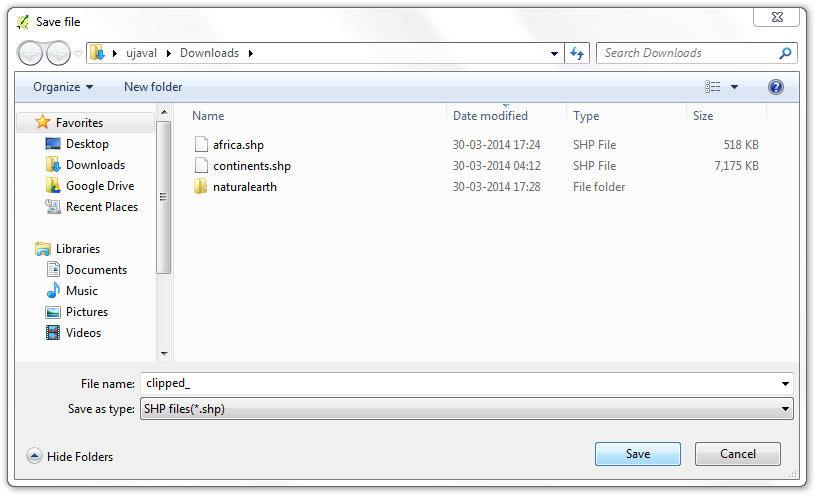 Save file
ujaval Downloads Search Downloads
Organize New folder
Name Date modified Type Size
Favorites
Desktop
Downloads
Google Drive
Recent Places
Libraries
Documents
Music
Pictures
Videos
africa.shp 30-03-2014 17:24 SHP File 518 KB
continents.shp 30-03-2014 04:12 SHP File 7,175 KB
naturalearth 30-03-2014 17:28 File folder
File name: clipped_
Save as type: SHP files(*.shp)
Hide Folders Save Cancel